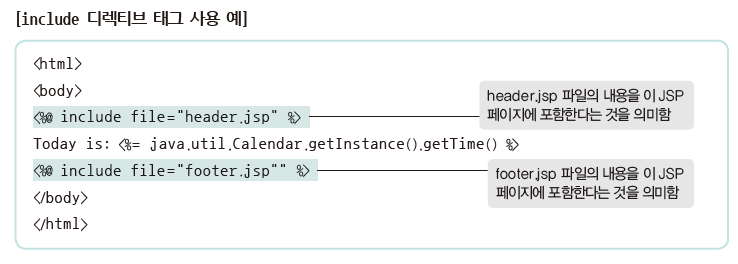 [include 디렉티브 태그 사용 예]
<html>
<body>
<%@ include file="header.jsp" %>
header.jsp 파일의 내용을 이 JSP
페이지에 포함한다는 것을 의미함
Today is: <%= java.util.Calendar.getInstance().getTime() %>
<%@ include file="footer.jsp"" %>
footer.jsp 파일의 내용을 이 JSP
페이지에 포함한다는 것을 의미함
</body>
</html>